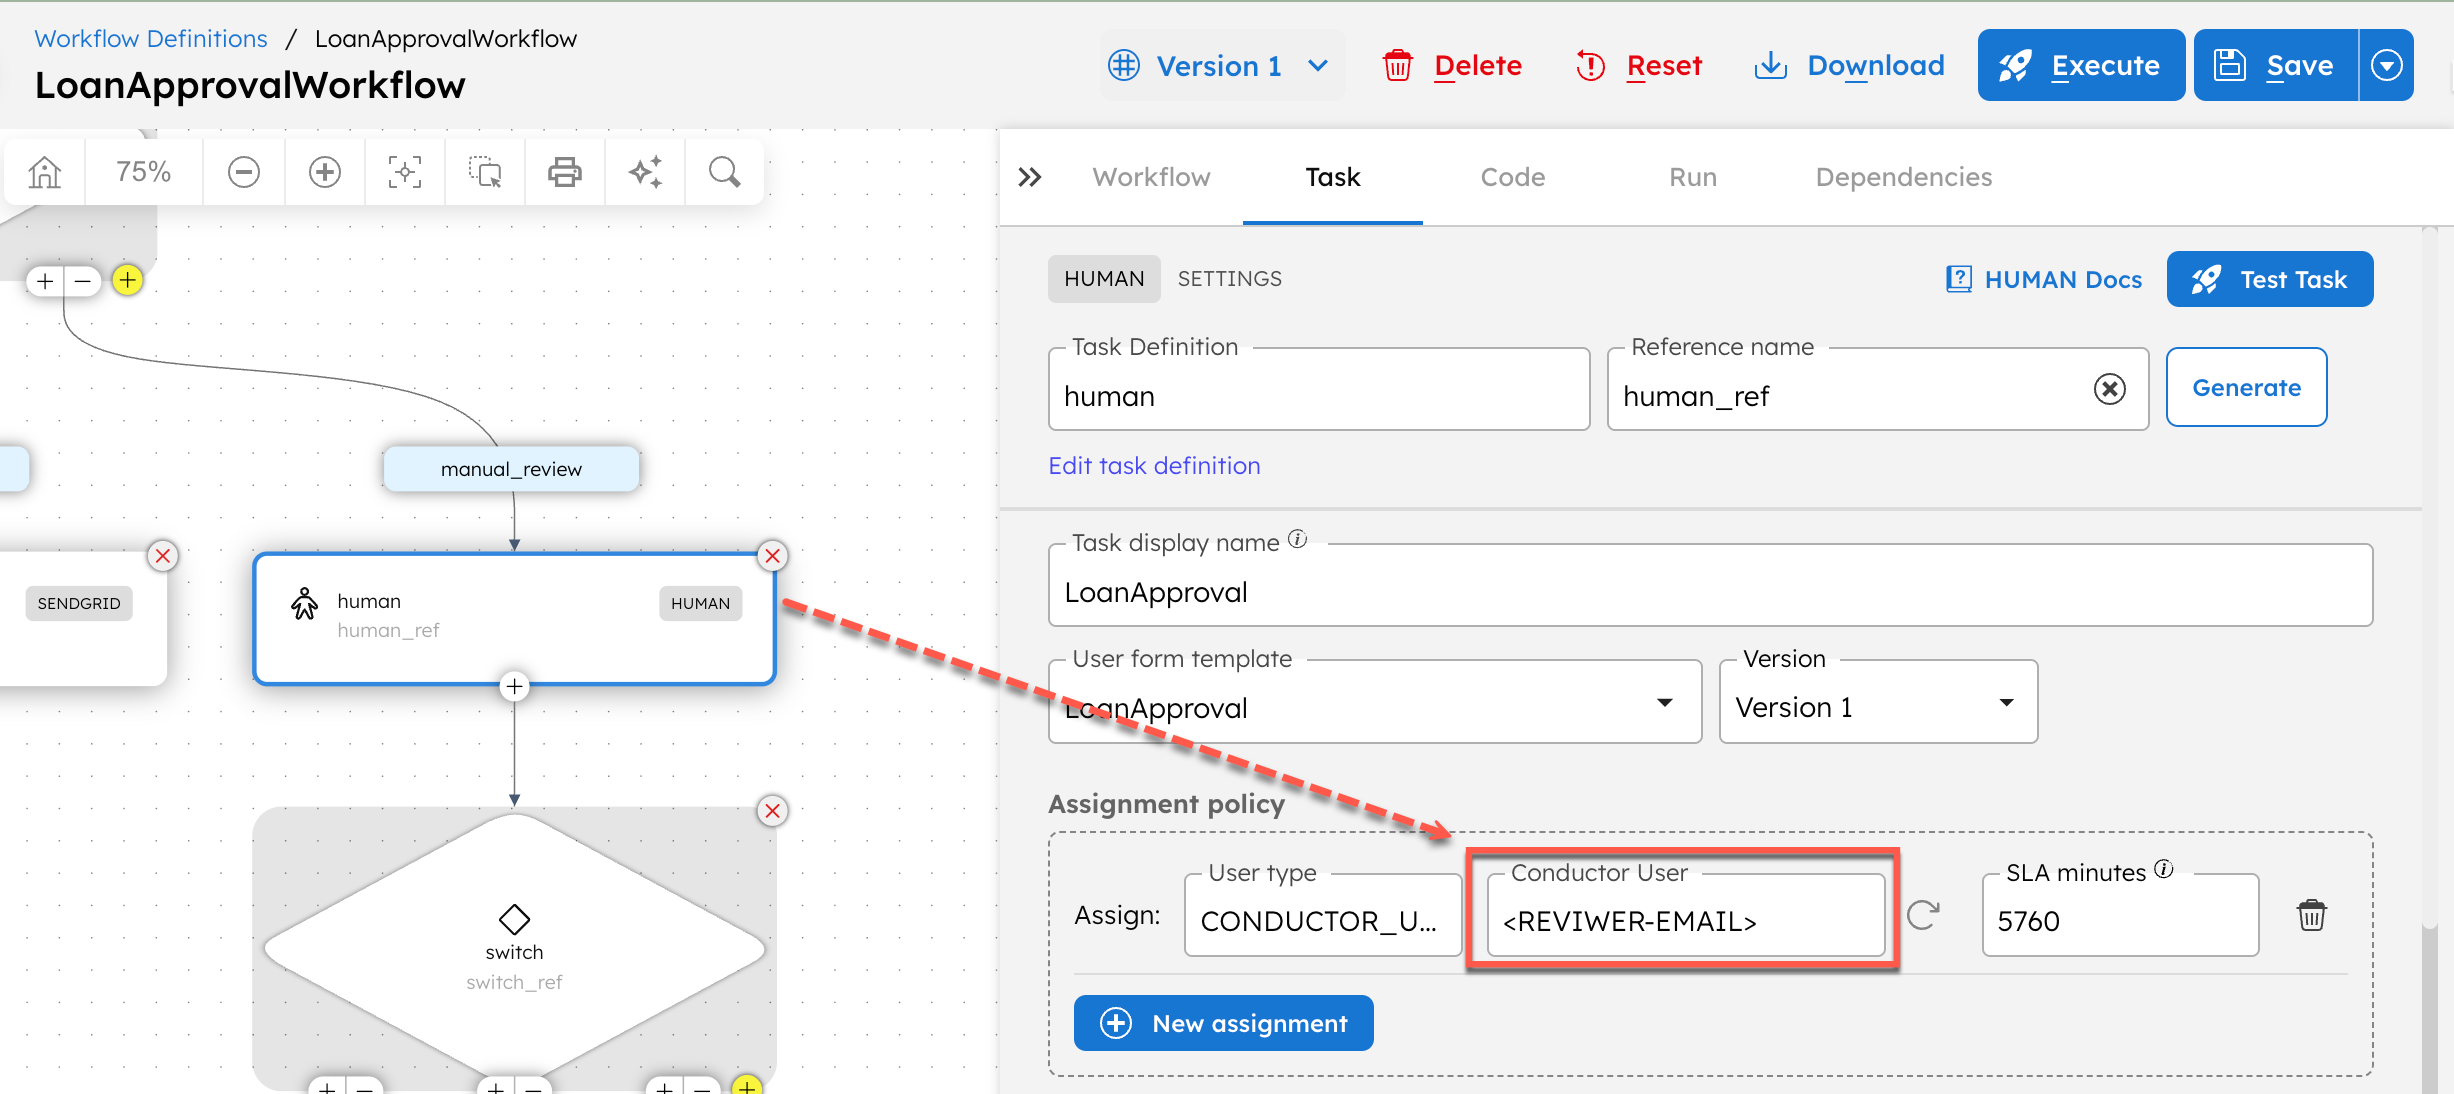 Workflow Definitions / LoanApprovalWorkflow
LoanApprovalWorkflow
Version 1
Delete
Reset
Download
Execute
Save
75%
Workflow
Task
Code
Run
Dependencies
HUMAN
SETTINGS
HUMAN Docs
Test Task
Task Definition
human
Reference name
human_ref
Generate
Edit task definition
manual_review
SENDGRID
human
human_ref
HUMAN
Task display name
LoanApproval
User form template
LoanApproval
Version
Version 1
Assignment policy
Assign:
User type
CONDUCTOR_U...
Conductor User
<REVIWER-EMAIL>
SLA minutes
5760
New assignment
switch
switch_ref